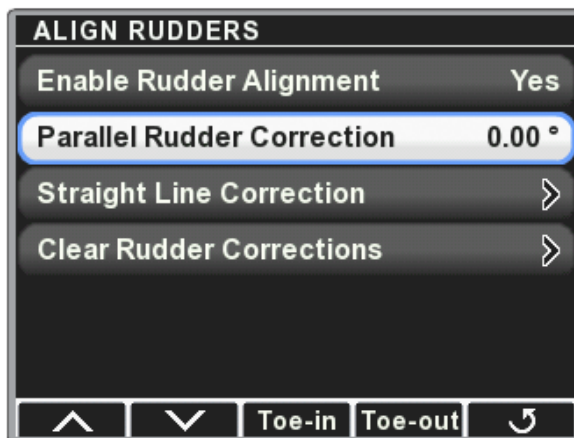 ALIGN RUDDERS
Enable Rudder Alignment Yes
Parallel Rudder Correction 0.00 °
Straight Line Correction
Clear Rudder Corrections
Toe-in Toe-out